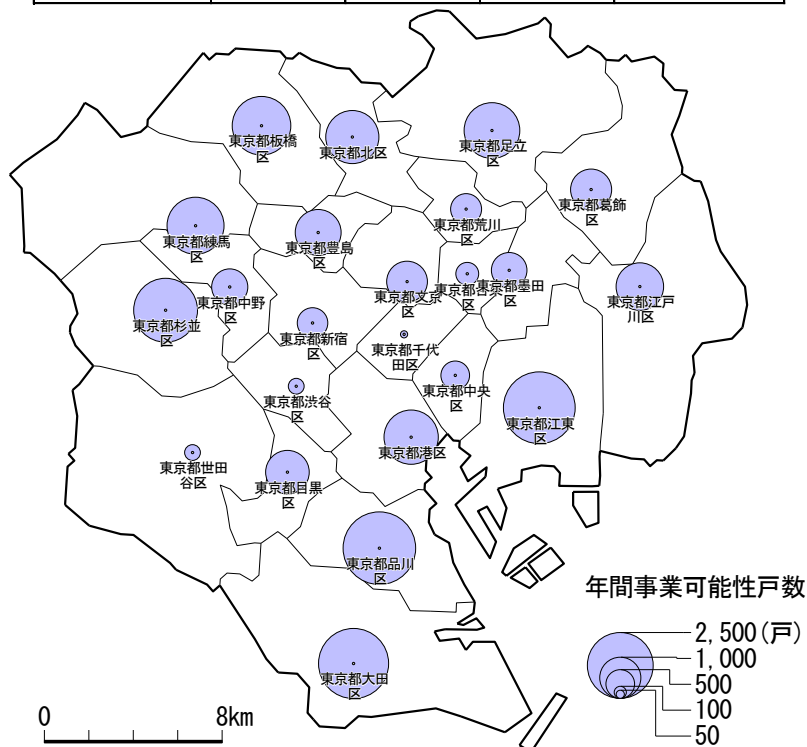 東京都板橋
区
東京都北区
東京都足立
区
東京都葛飾
区
東京都荒川
区
東京都練馬
区
東京都豊島
区
東京都中野
区
東京都文京
区
東京都台東
区
東京都墨田
区
東京都江戸
川区
東京都杉並
区
東京都新宿
区
東京都千代
田区
東京都中央
区
東京都渋谷
区
東京都江東
区
東京都港区
東京都世田
谷区
東京都目黒
区
東京都品川
区
東京都大田
区
年間事業可能性戸数
2,500(戸)
1,000
500
100
50
0 8km